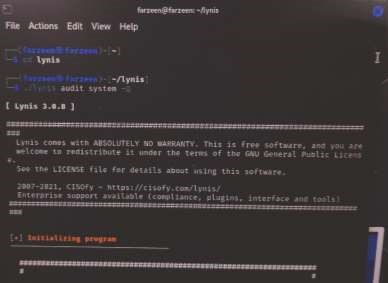 farzeen@farzeen: ~/lynis
File Actions Edit View Help
┌──(farzeen㉿farzeen)-[~]
└─$ cd lynis
┌──(farzeen㉿farzeen)-[~/lynis]
└─$ ./lynis audit system -Q
[ Lynis 3.0.8 ]
################################################################################
###
Lynis comes with ABSOLUTELY NO WARRANTY. This is free software, and you are
welcome to redistribute it under the terms of the GNU General Public Licens
e.
See the LICENSE file for details about using this software.
2007-2021, CISOfy - https://cisofy.com/lynis/
Enterprise support available (compliance, plugins, interface and tools)
################################################################################
###
[+] Initializing program
------------------------------------
###################################################################
# #